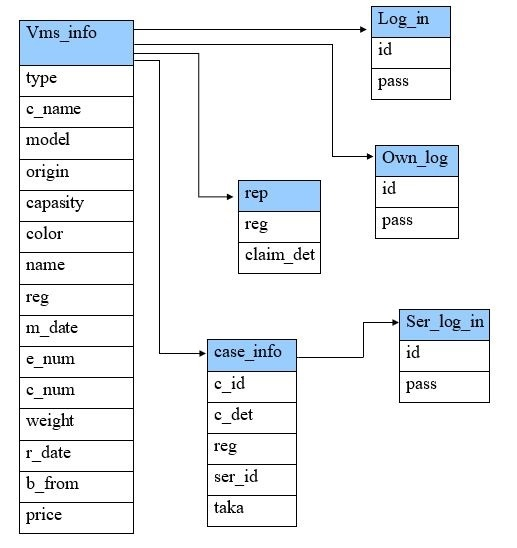 Vms_info
type
c_name
model
origin
capasity
color
name
reg
m_date
e_num
c_num
weight
r_date
b_from
price
Log_in
id
pass
Own_log
id
pass
rep
reg
claim_det
case_info
c_id
c_det
reg
ser_id
taka
Ser_log_in
id
pass